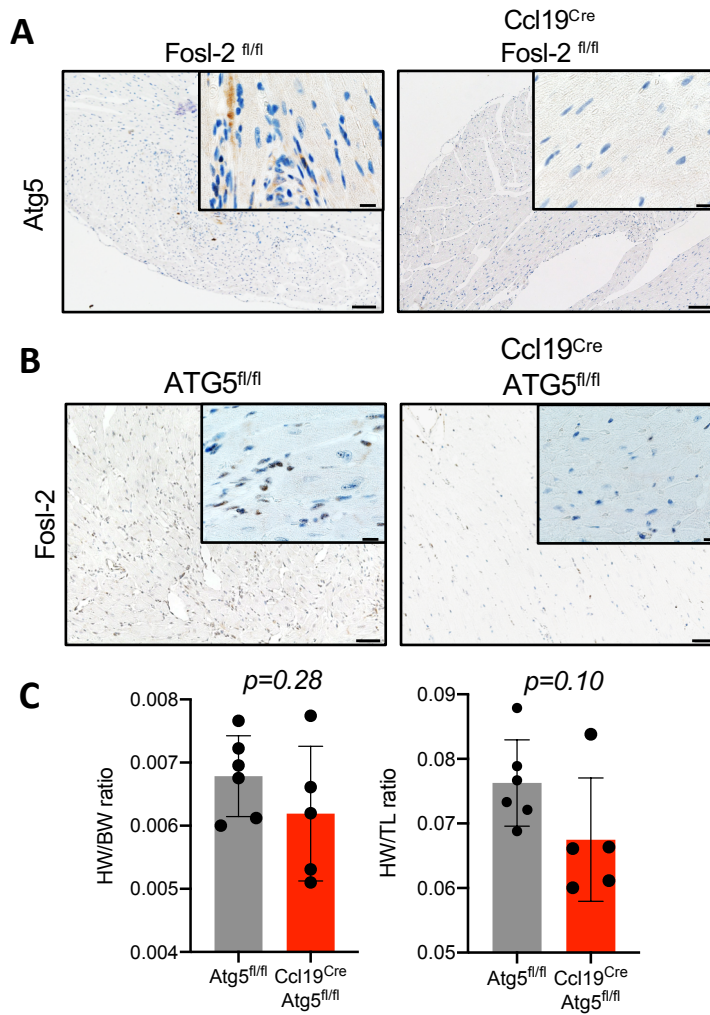 A
Fosl-2 fl/fl
Ccl19Cre
Fosl-2 fl/fl
Atg5
B
ATG5fl/fl
Ccl19Cre
ATG5fl/fl
Fosl-2
C
p=0.28
HW/BW ratio
0.008
0.007
0.006
0.005
0.004
Atg5fl/fl
Ccl19Cre
Atg5fl/fl
p=0.10
HW/TL ratio
0.09
0.08
0.07
0.06
0.05
Atg5fl/fl
Ccl19Cre
Atg5fl/fl